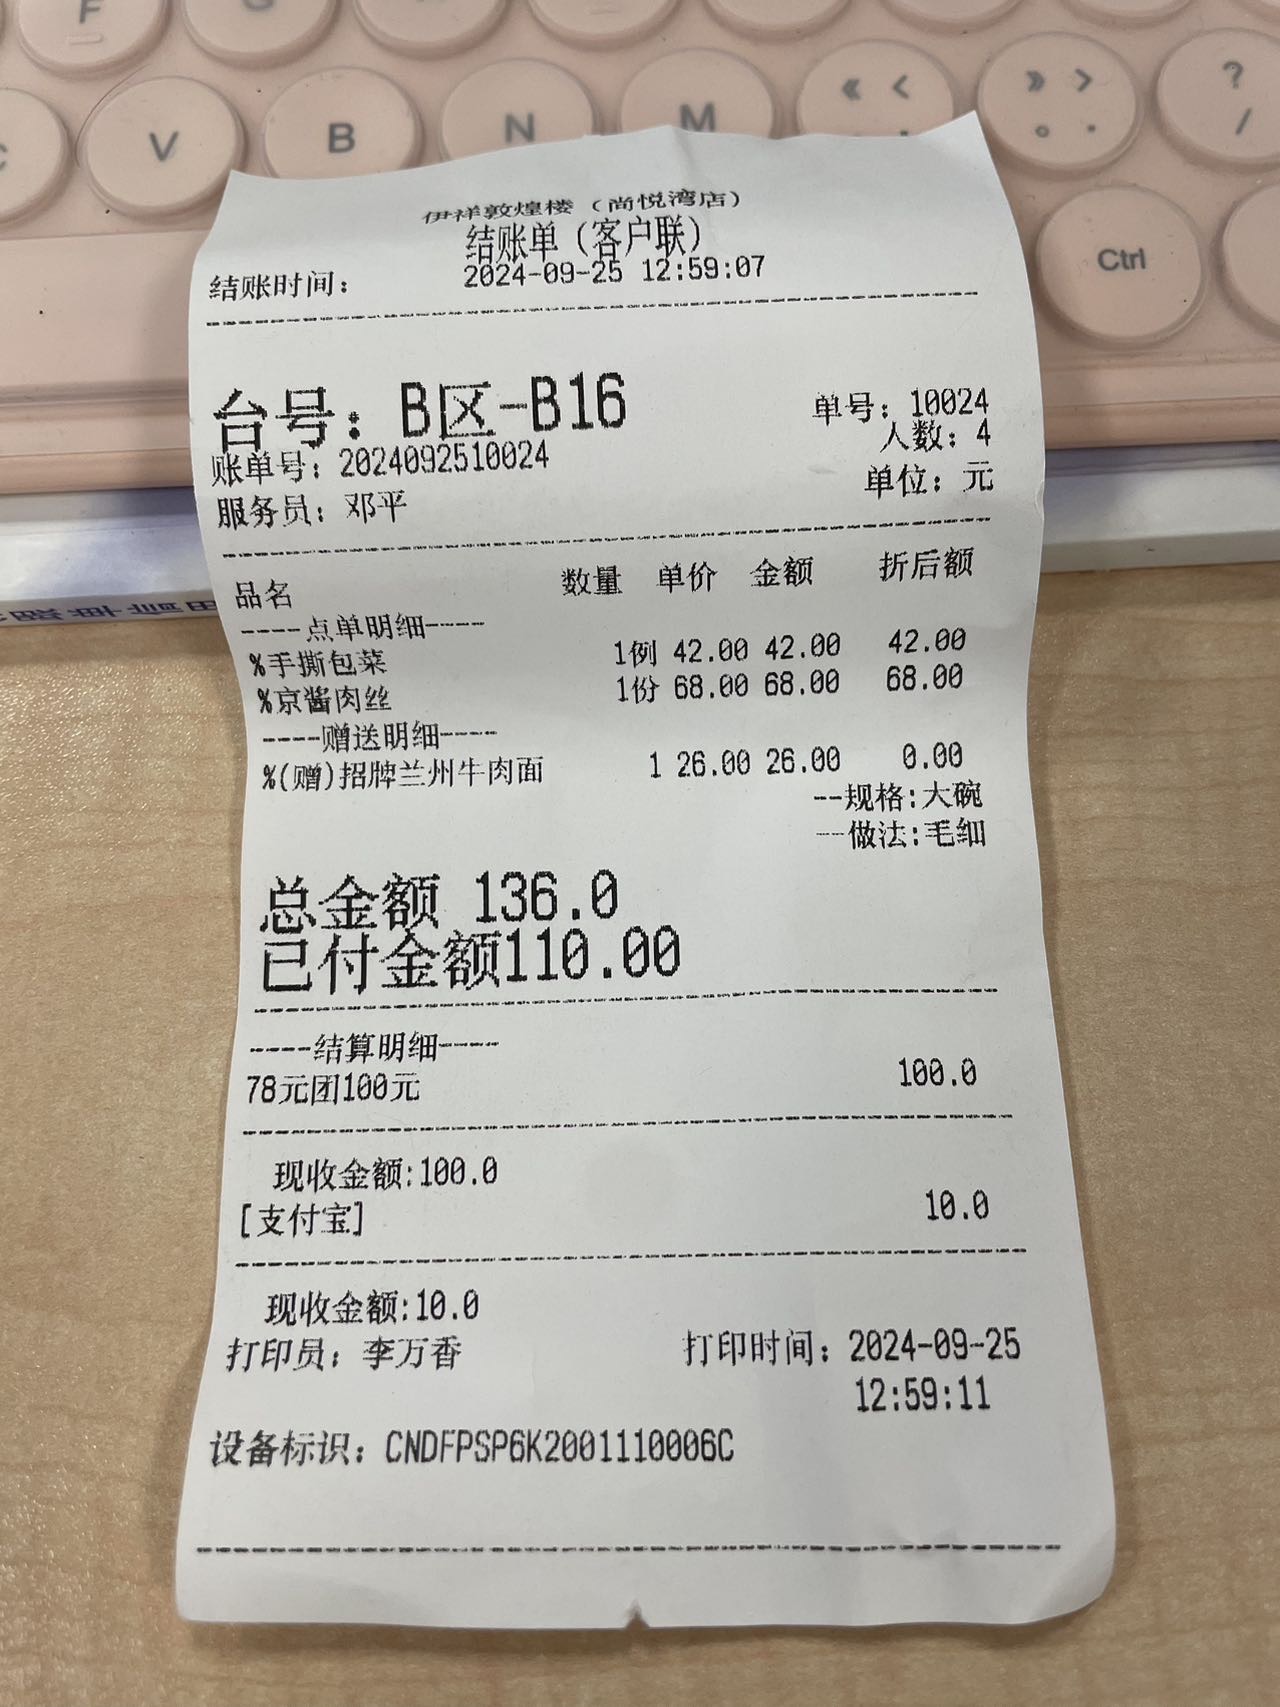 F
G
C
V
B
N
M
« <
» >
?
/
Ctrl
伊祥敦煌楼（尚悦湾店）
结账单（客户联）
结账时间： 2024-09-25 12:59:07
台号：B区-B16
单号：10024
人数：4
账单号：2024092510024
单位：元
服务员：邓平
品名 数量 单价 金额 折后额
----点单明细----
%手撕包菜 1例 42.00 42.00 42.00
%京酱肉丝 1份 68.00 68.00 68.00
----赠送明细----
%(赠)招牌兰州牛肉面 1 26.00 26.00 0.00
--规格:大碗
--做法:毛细
总金额 136.0
已付金额110.00
----结算明细----
78元团100元 100.0
现收金额:100.0
[支付宝] 10.0
现收金额:10.0
打印员：李万香 打印时间：2024-09-25
12:59:11
设备标识：CNDFPSP6K2001110006C